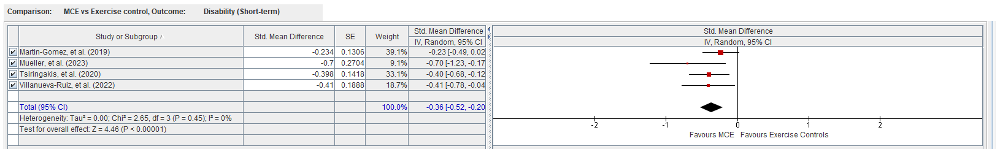 Comparison: MCE vs Exercise control, Outcome: Disability (Short-term)
Study or Subgroup Std. Mean Difference SE Weight Std. Mean Difference IV, Random, 95% CI Std. Mean Difference IV, Random, 95% CI
Martin-Gomez, et al. (2019) -0.234 0.1306 39.1% -0.23 [-0.49, 0.02
Mueller, et al. (2023) -0.7 0.2704 9.1% -0.70 [-1.23, -0.17
Tsiringakis, et al. (2020) -0.398 0.1418 33.1% -0.40 [-0.68, -0.12
Villanueva-Ruiz, et al. (2022) -0.41 0.1888 18.7% -0.41 [-0.78, -0.04
Total (95% CI) 100.0% -0.36 [-0.52, -0.20
Heterogeneity: Tau² = 0.00; Chi² = 2.65, df = 3 (P = 0.45); I² = 0%
Test for overall effect: Z = 4.46 (P < 0.00001)
-2 -1 0 1 2
Favours MCE Favours Exercise Controls